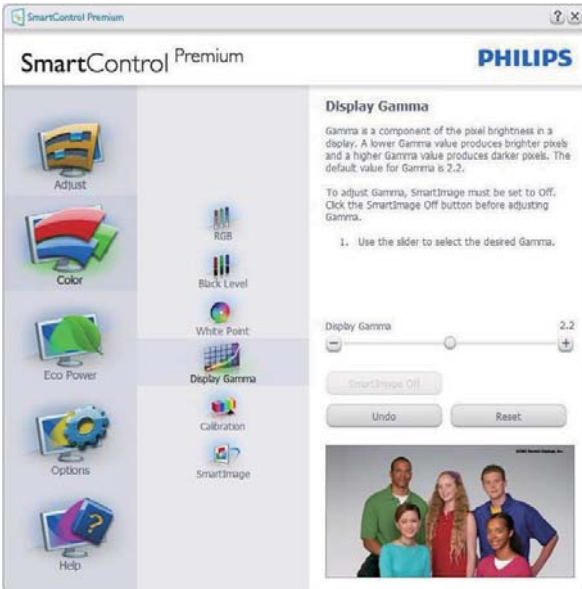 SmartControl Premium
SmartControl Premium
PHILIPS
Adjust
Color
Eco Power
Options
Help
RGB
Black Level
White Point
Display Gamma
Calibration
SmartImage
Display Gamma
Gamma is a component of the pixel brightness in a
display. A lower Gamma value produces brighter pixels
and a higher Gamma value produces darker pixels. The
default value for Gamma is 2.2.
To adjust Gamma, SmartImage must be set to Off.
Click the SmartImage Off button before adjusting
Gamma.
1. Use the slider to select the desired Gamma.
Display Gamma 2.2
SmartImage Off
Undo Reset